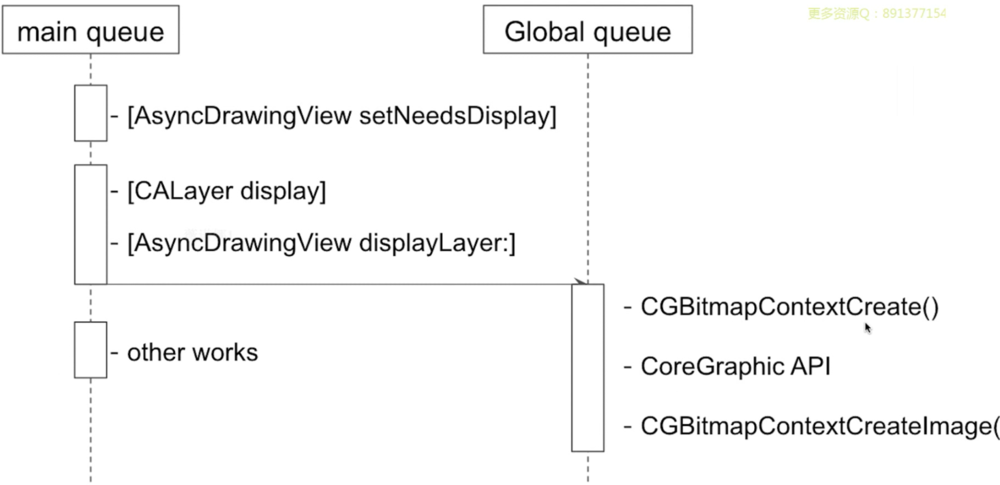 更多资源Q：891377154
main queue
Global queue
- [AsyncDrawingView setNeedsDisplay]
- [CALayer display]
- [AsyncDrawingView displayLayer:]
- CGBitmapContextCreate()
- other works
- CoreGraphic API
- CGBitmapContextCreateImage(